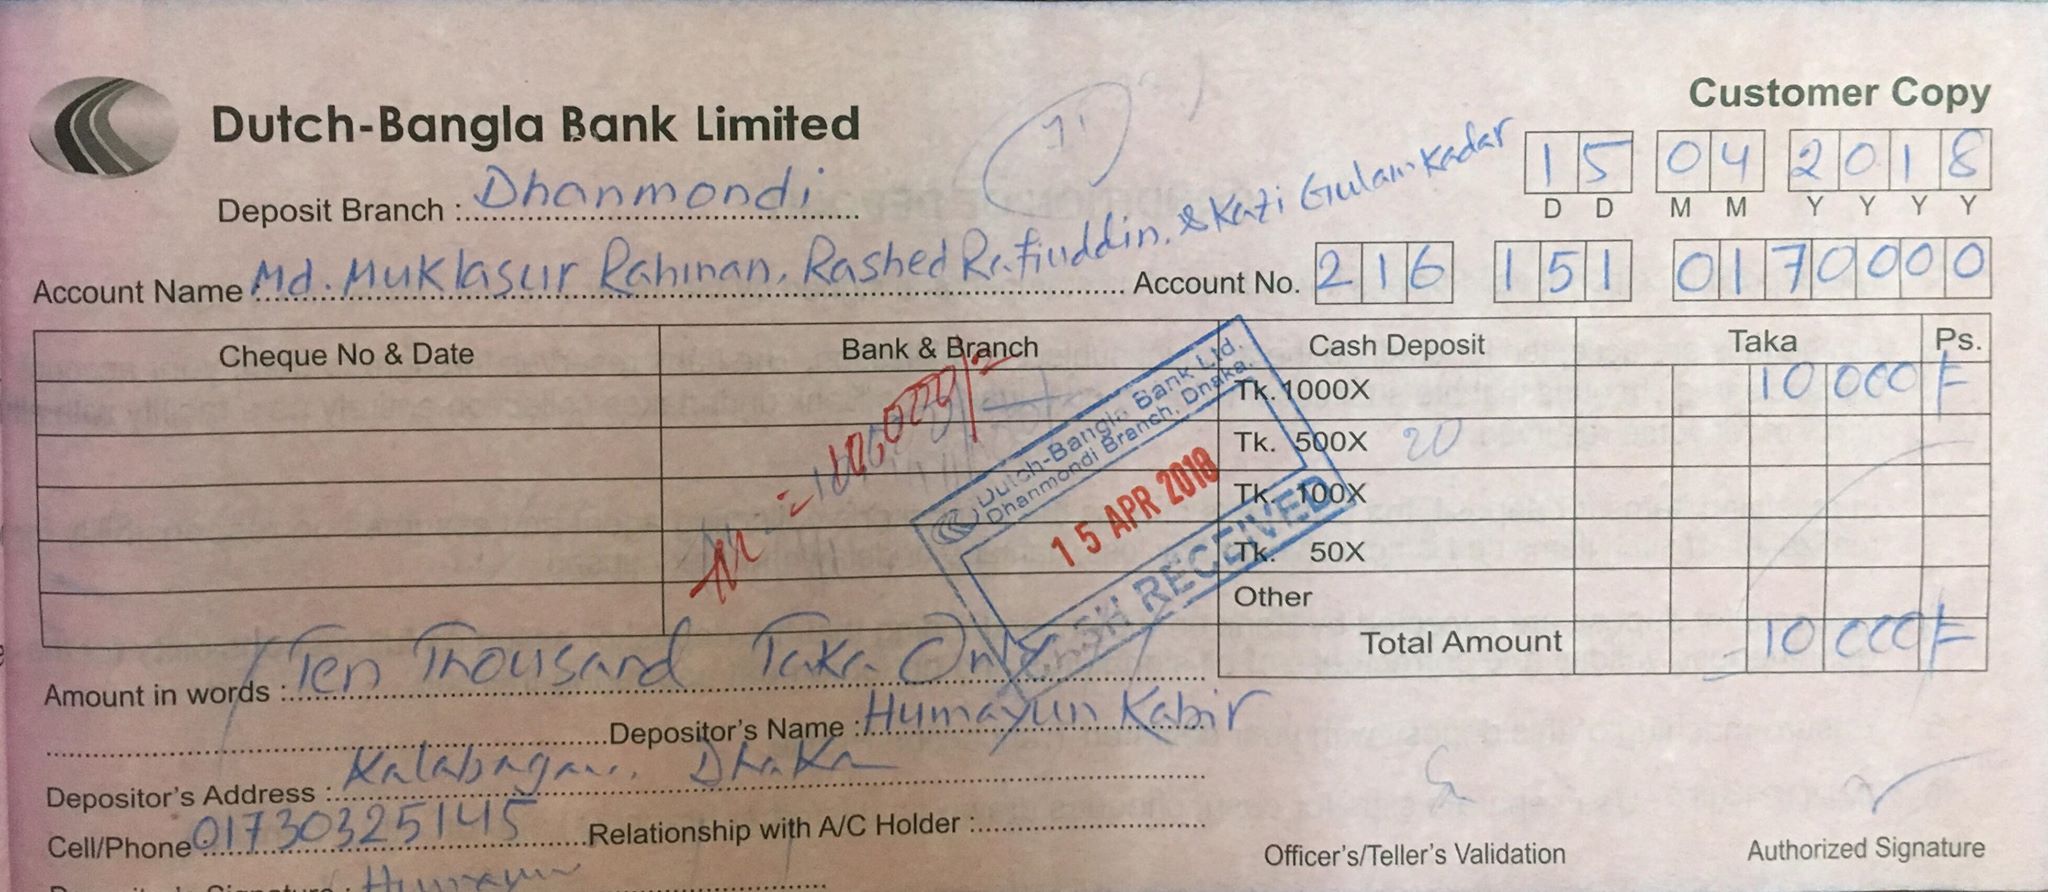 Customer Copy
Dutch-Bangla Bank Limited
15 04 2018
D D M M Y Y Y Y
Deposit Branch : Dhanmondi
Account Name Md. Muklasur Rahman, Rashed Rafiuddin, & Kazi Gulam Kadar Account No. 216 151 0170000
Cheque No & Date Bank & Branch Cash Deposit Taka Ps.
Tk. 1000X 10 000
10,000/=
Tk. 500X 20
Tk. 100X
Tk. 50X
Other
Dutch-Bangla Bank Ltd.
Dhanmondi Branch, Dhaka.
15 APR 2018
CASH RECEIVED
Total Amount 10 000
Amount in words : Ten Thousand Taka Only
Depositor's Name : Humayun Kabir
Depositor's Address : Kalabagan, Dhaka
Cell/Phone 01730325145 Relationship with A/C Holder :
Officer's/Teller's Validation Authorized Signature
Depositor's Signature : Humayun